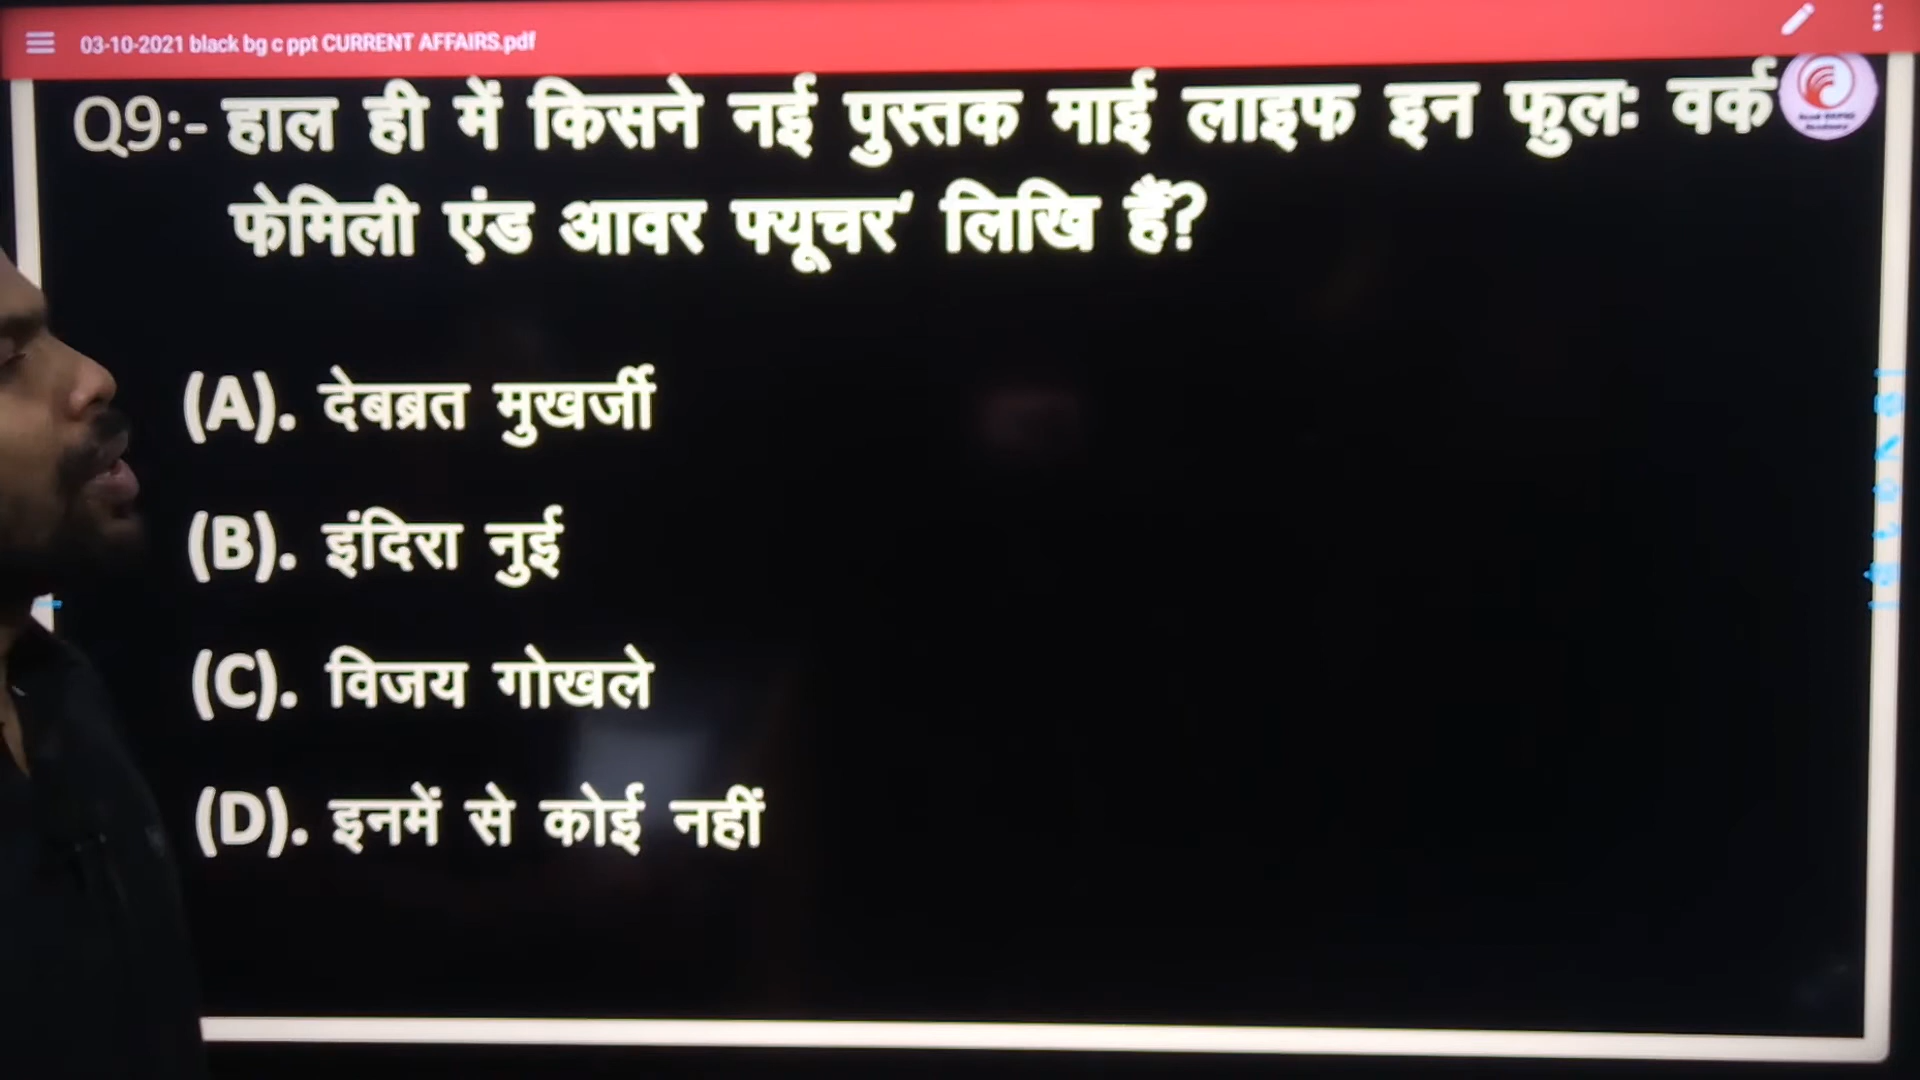 03-10-2021 black bg c ppt CURRENT AFFAIRS.pdf
Q9:- हाल ही में किसने नई पुस्तक माई लाइफ इन फुलः वर्क
फेमिली एंड आवर फ्यूचर' लिखि हैं?
(A). देबब्रत मुखर्जी
(B). इंदिरा नुई
(C). विजय गोखले
(D). इनमें से कोई नहीं